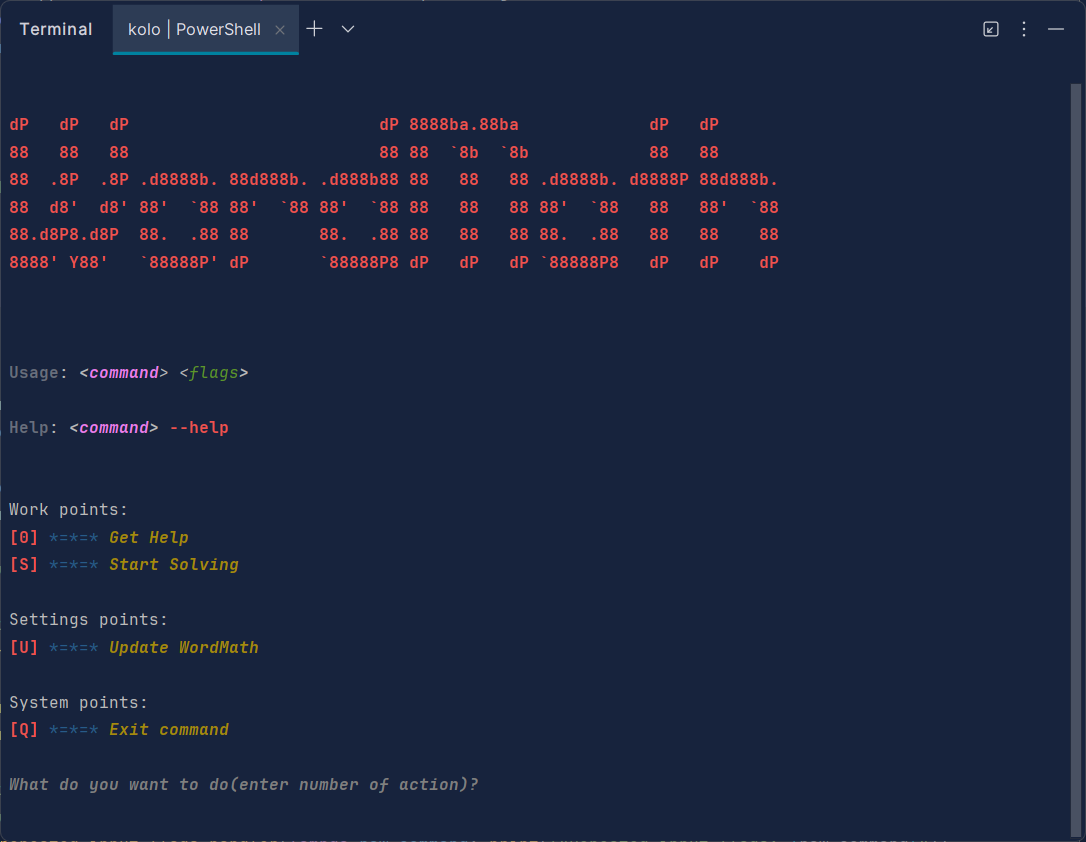 Terminal kolo | PowerShell
dP   dP   dP                         dP 8888ba.88ba             dP   dP
88   88   88                         88 88  `8b  `8b            88   88
88  .8P  .8P .d8888b. 88d888b. .d888b88 88   88   88 .d8888b. d8888P 88d888b.
88  d8'  d8' 88'  `88 88'  `88 88'  `88 88   88   88 88'  `88   88   88'  `88
88.d8P8.d8P  88.  .88 88       88.  .88 88   88   88 88.  .88   88   88    88
8888' Y88'   `88888P' dP       `88888P8 dP   dP   dP `88888P8   dP   dP    dP
Usage: <command> <flags>
Help: <command> --help
Work points:
[0] *=*=* Get Help
[S] *=*=* Start Solving
Settings points:
[U] *=*=* Update WordMath
System points:
[Q] *=*=* Exit command
What do you want to do(enter number of action)?